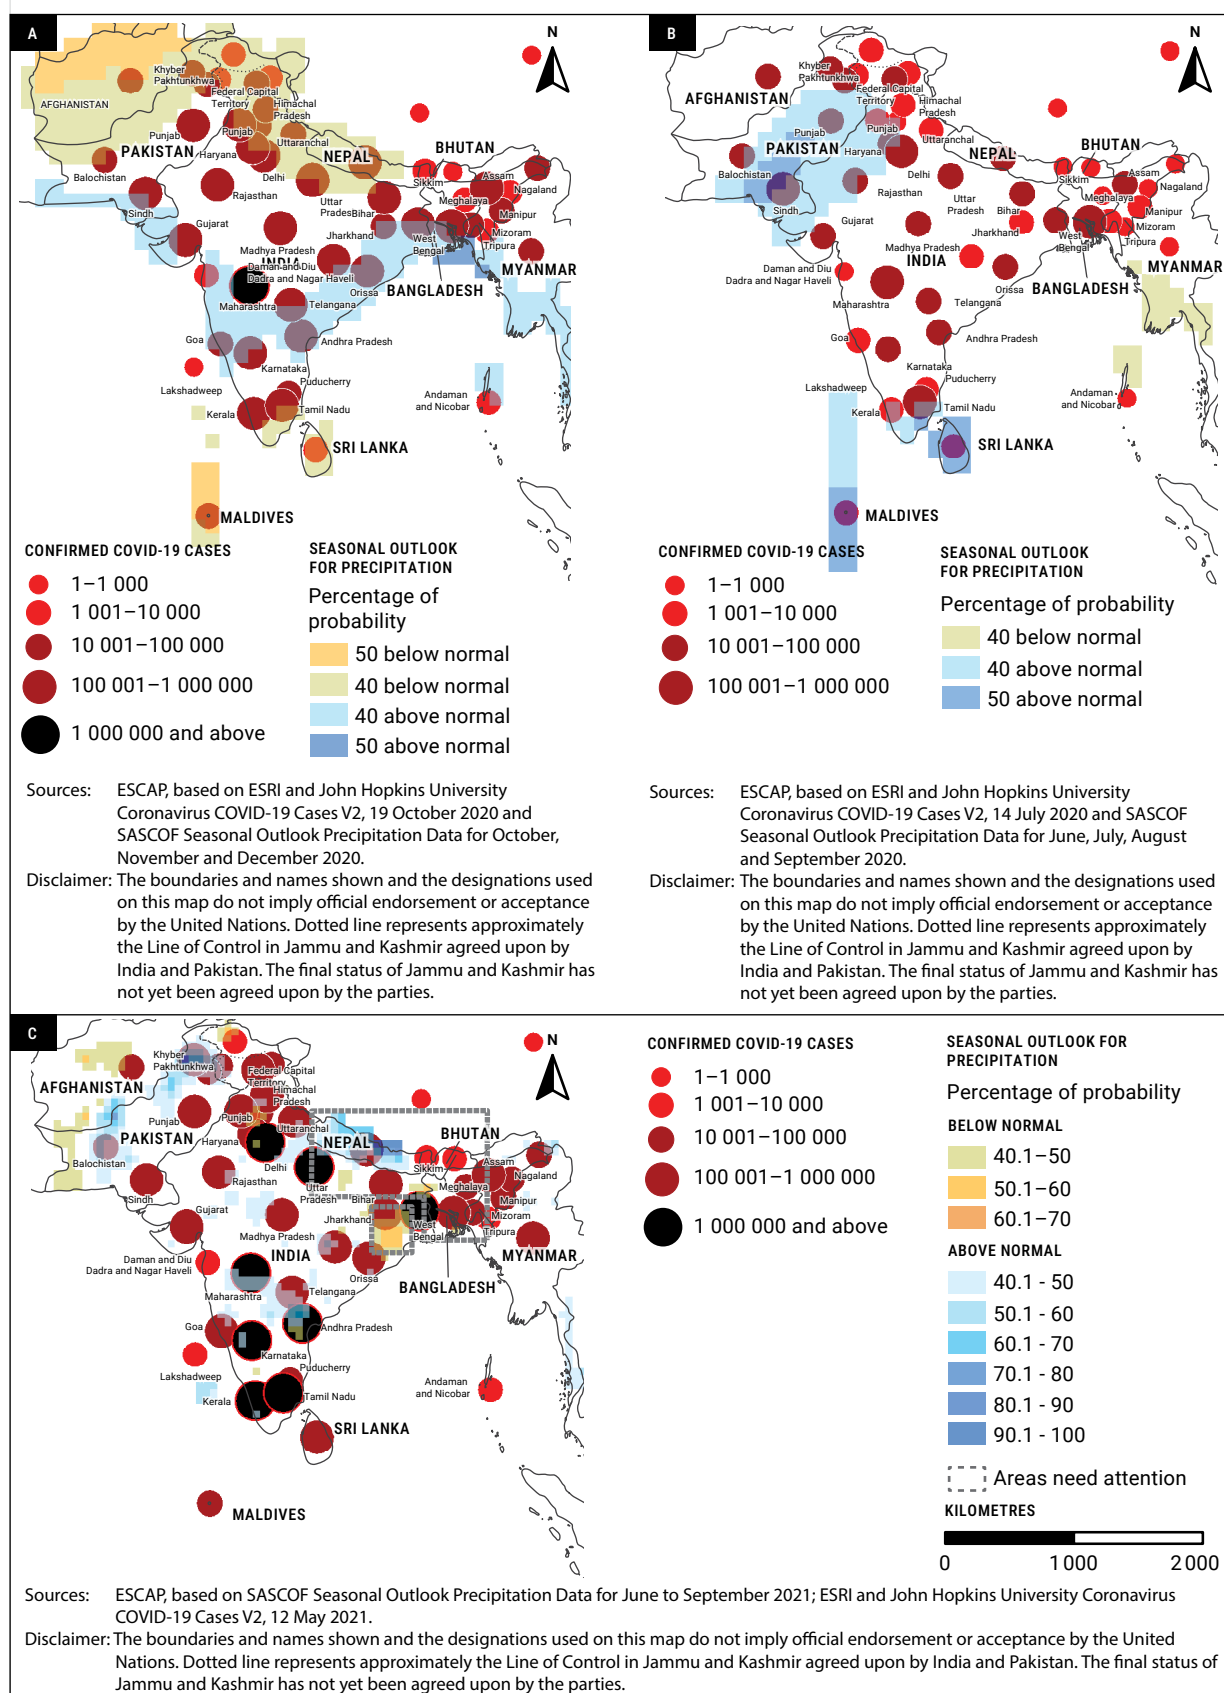 A
N
Khyber
Pakhtunkhwa
AFGHANISTAN
Federal Capital
Territory
Himachal
Pradesh
Punjab
Punjab
Uttaranchal
PAKISTAN
Haryana
NEPAL
BHUTAN
Balochistan
Delhi
Sikkim
Assam
Nagaland
Rajasthan
Uttar
Pradesh
Bihar
Meghalaya
Manipur
Sindh
Gujarat
Jharkhand
West
Bengal
Mizoram
Tripura
Madhya Pradesh
INDIA
Daman and Diu
Dadra and Nagar Haveli
MYANMAR
Orissa
BANGLADESH
Maharashtra
Telangana
Goa
Andhra Pradesh
Karnataka
Lakshadweep
Puducherry
Andaman
and Nicobar
Kerala
Tamil Nadu
SRI LANKA
MALDIVES
CONFIRMED COVID-19 CASES
1–1 000
1 001–10 000
10 001–100 000
100 001–1 000 000
1 000 000 and above
SEASONAL OUTLOOK
FOR PRECIPITATION
Percentage of
probability
50 below normal
40 below normal
40 above normal
50 above normal
Sources: ESCAP, based on ESRI and John Hopkins University
Coronavirus COVID-19 Cases V2, 19 October 2020 and
SASCOF Seasonal Outlook Precipitation Data for October,
November and December 2020.
Disclaimer: The boundaries and names shown and the designations used
on this map do not imply official endorsement or acceptance
by the United Nations. Dotted line represents approximately
the Line of Control in Jammu and Kashmir agreed upon by
India and Pakistan. The final status of Jammu and Kashmir has
not yet been agreed upon by the parties.
B
N
Khyber
Pakhtunkhwa
AFGHANISTAN
Federal Capital
Territory
Himachal
Pradesh
Punjab
Punjab
Uttaranchal
PAKISTAN
Haryana
NEPAL
BHUTAN
Balochistan
Delhi
Sikkim
Assam
Nagaland
Rajasthan
Uttar
Pradesh
Bihar
Meghalaya
Manipur
Sindh
Gujarat
Jharkhand
West
Bengal
Mizoram
Tripura
Madhya Pradesh
INDIA
Daman and Diu
Dadra and Nagar Haveli
MYANMAR
Orissa
BANGLADESH
Maharashtra
Telangana
Goa
Andhra Pradesh
Karnataka
Lakshadweep
Puducherry
Andaman
and Nicobar
Kerala
Tamil Nadu
SRI LANKA
MALDIVES
CONFIRMED COVID-19 CASES
1–1 000
1 001–10 000
10 001–100 000
100 001–1 000 000
SEASONAL OUTLOOK
FOR PRECIPITATION
Percentage of probability
40 below normal
40 above normal
50 above normal
Sources: ESCAP, based on ESRI and John Hopkins University
Coronavirus COVID-19 Cases V2, 14 July 2020 and SASCOF
Seasonal Outlook Precipitation Data for June, July, August
and September 2020.
Disclaimer: The boundaries and names shown and the designations used
on this map do not imply official endorsement or acceptance
by the United Nations. Dotted line represents approximately
the Line of Control in Jammu and Kashmir agreed upon by
India and Pakistan. The final status of Jammu and Kashmir has
not yet been agreed upon by the parties.
C
N
Khyber
Pakhtunkhwa
AFGHANISTAN
Federal Capital
Territory
Himachal
Pradesh
Punjab
Punjab
Uttaranchal
PAKISTAN
Haryana
NEPAL
BHUTAN
Balochistan
Delhi
Sikkim
Assam
Nagaland
Rajasthan
Uttar
Pradesh
Bihar
Meghalaya
Manipur
Sindh
Gujarat
Jharkhand
West
Bengal
Mizoram
Tripura
Madhya Pradesh
INDIA
Daman and Diu
Dadra and Nagar Haveli
MYANMAR
Orissa
BANGLADESH
Maharashtra
Telangana
Goa
Andhra Pradesh
Karnataka
Lakshadweep
Puducherry
Andaman
and Nicobar
Kerala
Tamil Nadu
SRI LANKA
MALDIVES
CONFIRMED COVID-19 CASES
1–1 000
1 001–10 000
10 001–100 000
100 001–1 000 000
1 000 000 and above
SEASONAL OUTLOOK FOR
PRECIPITATION
Percentage of probability
BELOW NORMAL
40.1–50
50.1–60
60.1–70
ABOVE NORMAL
40.1 - 50
50.1 - 60
60.1 - 70
70.1 - 80
80.1 - 90
90.1 - 100
Areas need attention
KILOMETRES
0 1 000 2 000
Sources: ESCAP, based on SASCOF Seasonal Outlook Precipitation Data for June to September 2021; ESRI and John Hopkins University Coronavirus
COVID-19 Cases V2, 12 May 2021.
Disclaimer: The boundaries and names shown and the designations used on this map do not imply official endorsement or acceptance by the United
Nations. Dotted line represents approximately the Line of Control in Jammu and Kashmir agreed upon by India and Pakistan. The final status of
Jammu and Kashmir has not yet been agreed upon by the parties.